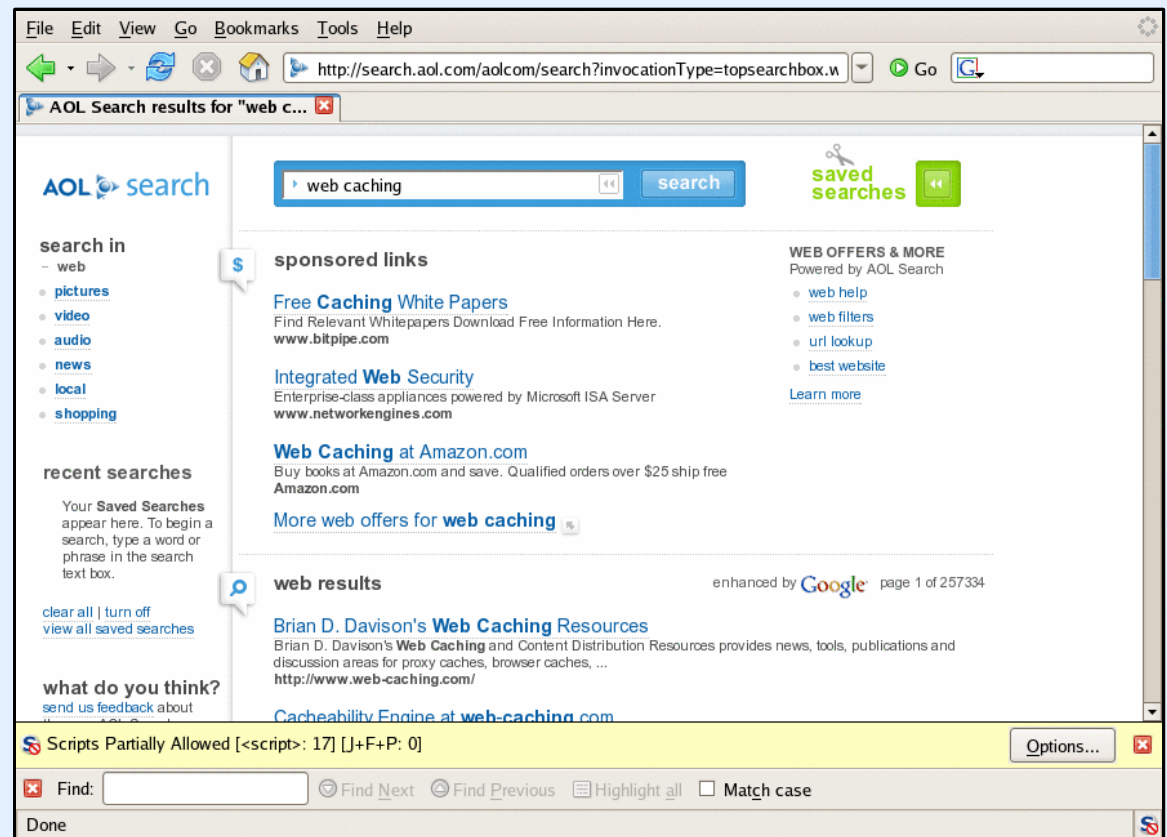 File Edit View Go Bookmarks Tools Help
http://search.aol.com/aolcom/search?invocationType=topsearchbox.w Go G
AOL Search results for "web c...
AOL search
web caching
search
saved
searches
search in
– web
pictures
video
audio
news
local
shopping
recent searches
Your Saved Searches
appear here. To begin a
search, type a word or
phrase in the search
text box.
clear all | turn off
view all saved searches
what do you think?
send us feedback about
$
sponsored links
Free Caching White Papers
Find Relevant Whitepapers Download Free Information Here.
www.bitpipe.com
Integrated Web Security
Enterprise-class appliances powered by Microsoft ISA Server
www.networkengines.com
Web Caching at Amazon.com
Buy books at Amazon.com and save. Qualified orders over $25 ship free
Amazon.com
More web offers for web caching
WEB OFFERS & MORE
Powered by AOL Search
web help
web filters
url lookup
best website
Learn more
web results
enhanced by Google page 1 of 257334
Brian D. Davison's Web Caching Resources
Brian D. Davison's Web Caching and Content Distribution Resources provides news, tools, publications and
discussion areas for proxy caches, browser caches, ...
http://www.web-caching.com/
Cacheability Engine at web-caching.com
Scripts Partially Allowed [<script>: 17] [J+F+P: 0]
Options...
Find: Find Next Find Previous Highlight all Match case
Done